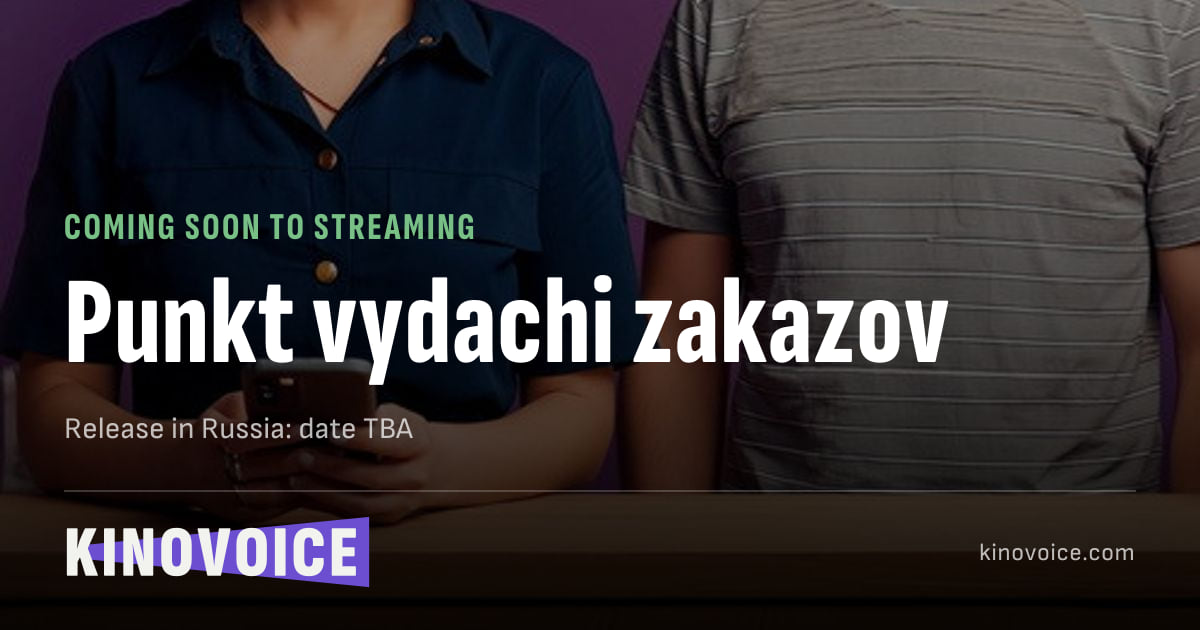 COMING SOON TO STREAMING
Punkt vydachi zakazov
Release in Russia: date TBA
KINOVOICE
kinovoice.com